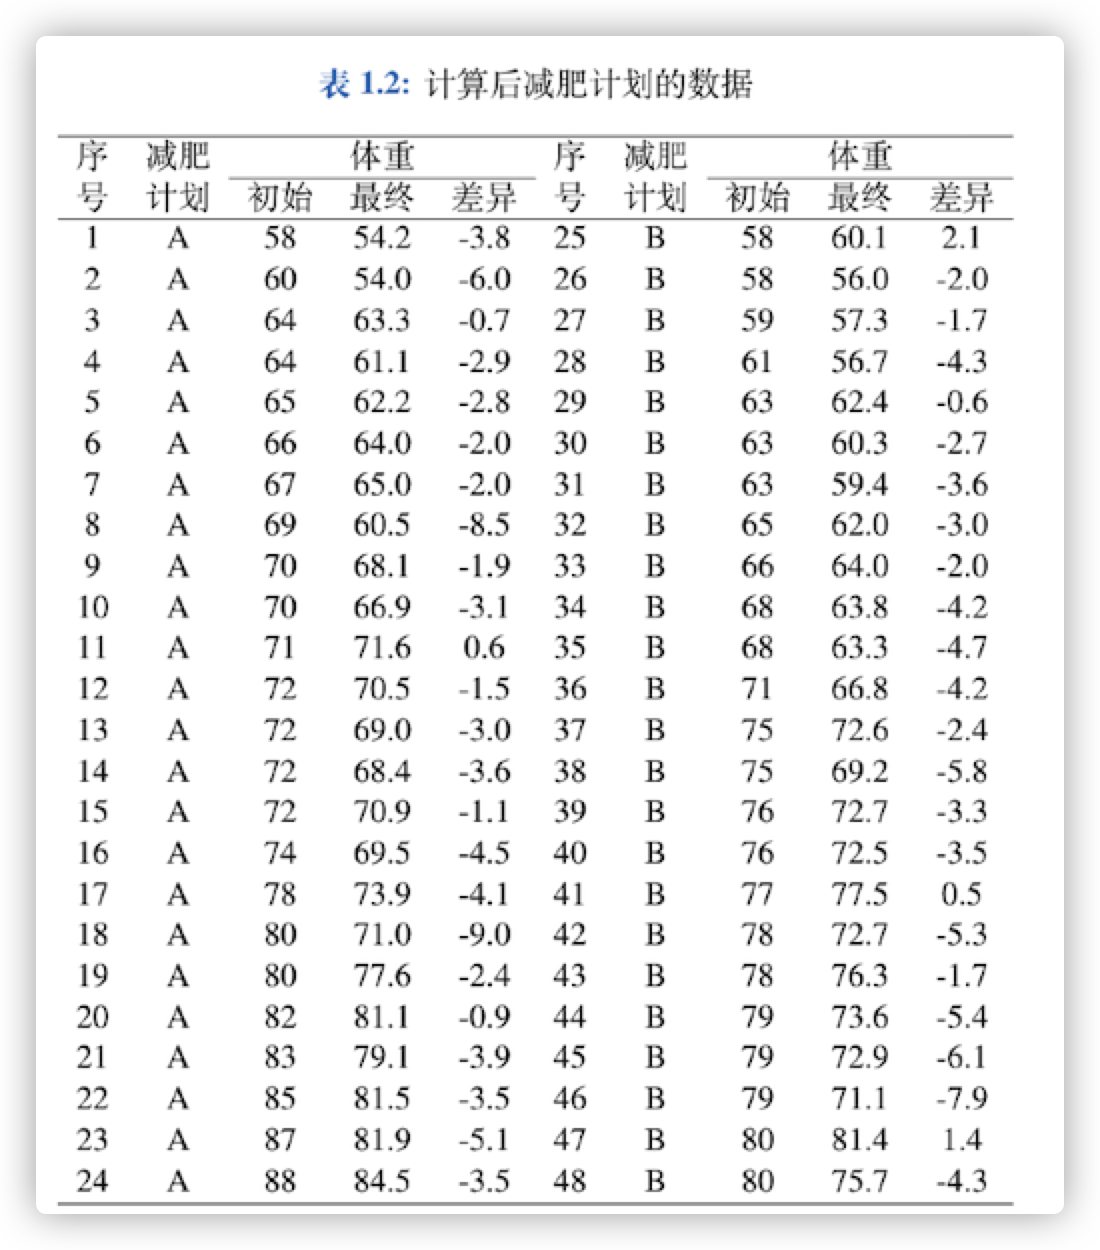 表 1.2: 计算后减肥计划的数据
序 减肥 体重 序 减肥 体重
号 计划 初始 最终 差异 号 计划 初始 最终 差异
1 A 58 54.2 -3.8 25 B 58 60.1 2.1
2 A 60 54.0 -6.0 26 B 58 56.0 -2.0
3 A 64 63.3 -0.7 27 B 59 57.3 -1.7
4 A 64 61.1 -2.9 28 B 61 56.7 -4.3
5 A 65 62.2 -2.8 29 B 63 62.4 -0.6
6 A 66 64.0 -2.0 30 B 63 60.3 -2.7
7 A 67 65.0 -2.0 31 B 63 59.4 -3.6
8 A 69 60.5 -8.5 32 B 65 62.0 -3.0
9 A 70 68.1 -1.9 33 B 66 64.0 -2.0
10 A 70 66.9 -3.1 34 B 68 63.8 -4.2
11 A 71 71.6 0.6 35 B 68 63.3 -4.7
12 A 72 70.5 -1.5 36 B 71 66.8 -4.2
13 A 72 69.0 -3.0 37 B 75 72.6 -2.4
14 A 72 68.4 -3.6 38 B 75 69.2 -5.8
15 A 72 70.9 -1.1 39 B 76 72.7 -3.3
16 A 74 69.5 -4.5 40 B 76 72.5 -3.5
17 A 78 73.9 -4.1 41 B 77 77.5 0.5
18 A 80 71.0 -9.0 42 B 78 72.7 -5.3
19 A 80 77.6 -2.4 43 B 78 76.3 -1.7
20 A 82 81.1 -0.9 44 B 79 73.6 -5.4
21 A 83 79.1 -3.9 45 B 79 72.9 -6.1
22 A 85 81.5 -3.5 46 B 79 71.1 -7.9
23 A 87 81.9 -5.1 47 B 80 81.4 1.4
24 A 88 84.5 -3.5 48 B 80 75.7 -4.3